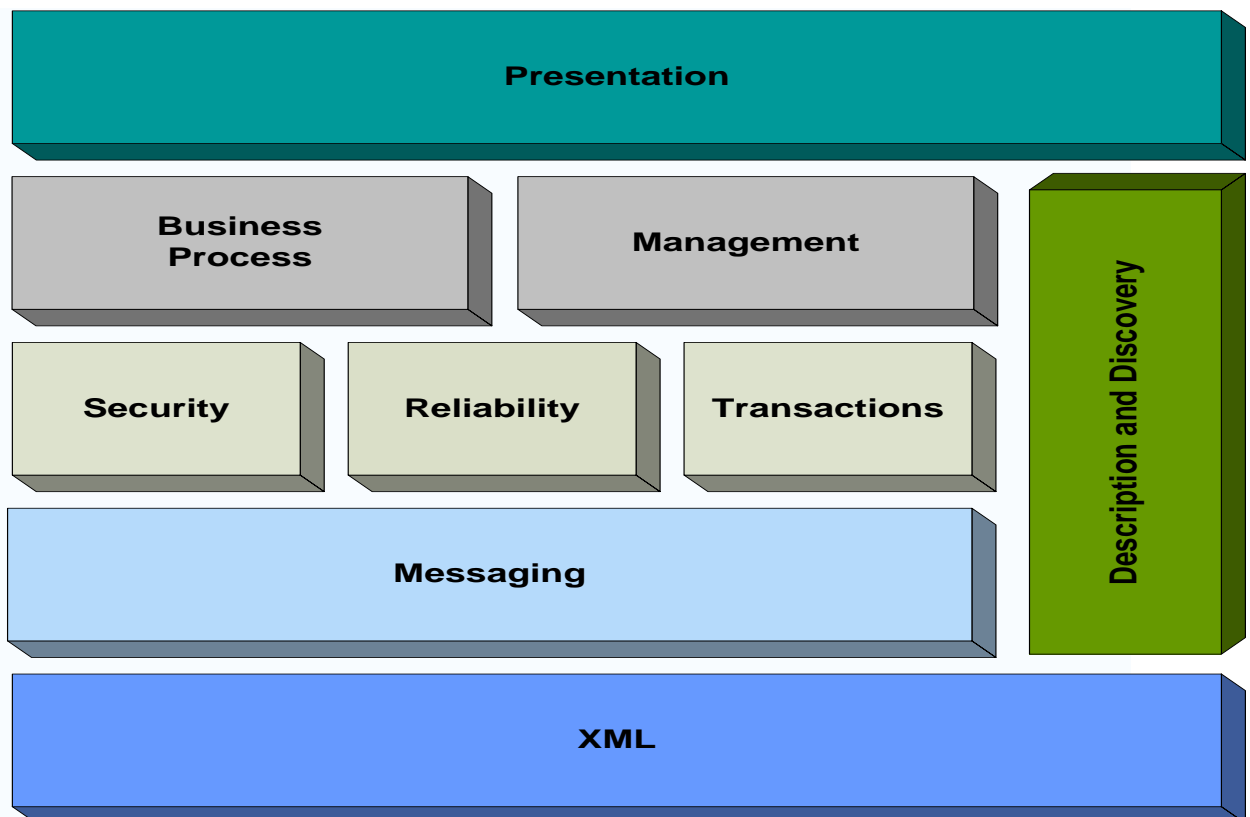 Presentation
Business
Process
Management
Description and Discovery
Security
Reliability
Transactions
Messaging
XML